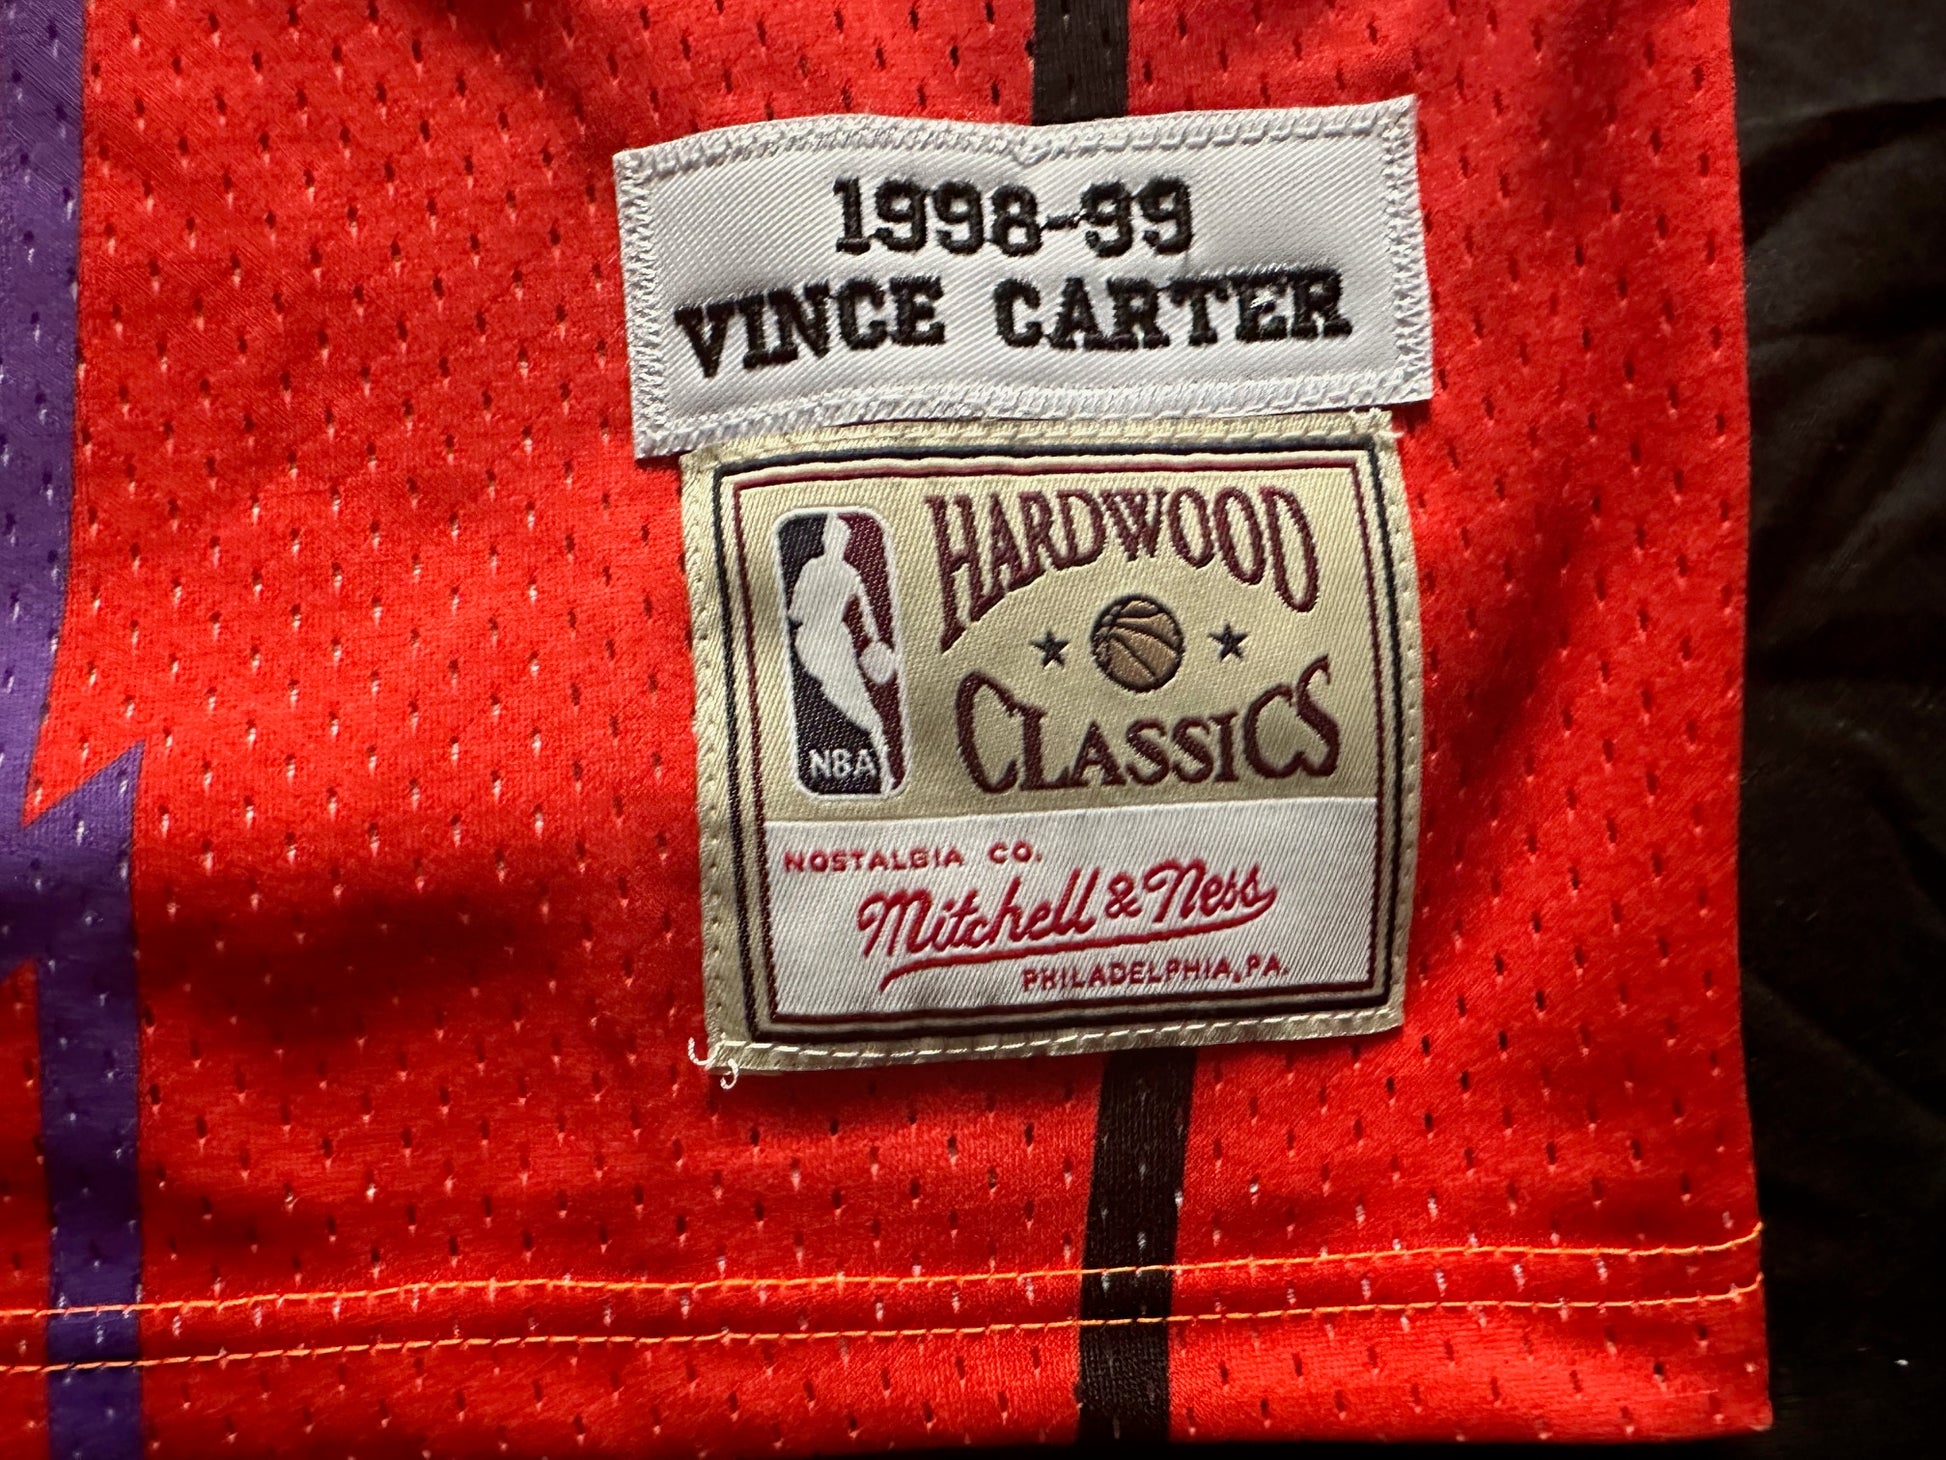 1998-99
VINCE CARTER
HARDWOOD
CLASSICS
NBA
NOSTALGIA CO.
Mitchell & Ness
PHILADELPHIA, PA.